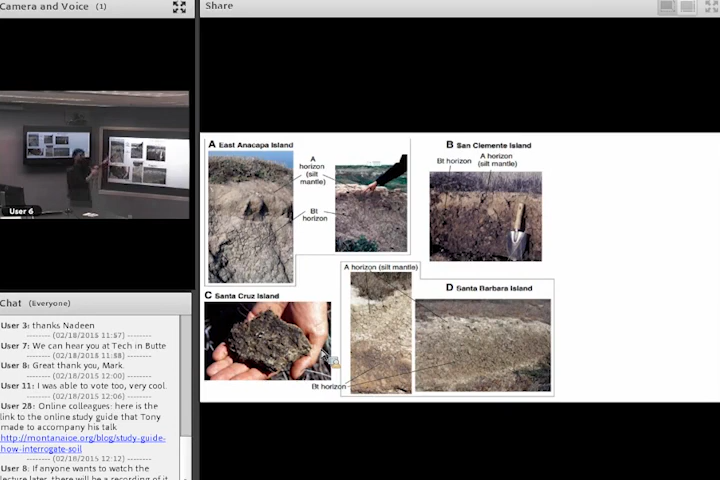 Camera and Voice (1)
Share
User 6
Chat (Everyone)
User 3: thanks Nadeen
-------- (02/18/2015 11:57) --------
User 7: We can hear you at Tech in Butte
-------- (02/18/2015 11:58) --------
User 8: Great thank you, Mark.
-------- (02/18/2015 12:00) --------
User 11: I was able to vote too, very cool.
-------- (02/18/2015 12:06) --------
User 28: Online colleagues: here is the
link to the online study guide that Tony
made to accompany his talk
http://montanaioe.org/blog/study-guide-
how-interrogate-soil
-------- (02/18/2015 12:12) --------
User 8: If anyone wants to watch the
lecture later, there will be a recording of it
A East Anacapa Island
A
horizon
(silt
mantle)
Bt
horizon
B San Clemente Island
Bt horizon
A horizon
(silt mantle)
C Santa Cruz Island
A horizon (silt mantle)
D Santa Barbara Island
Bt horizon